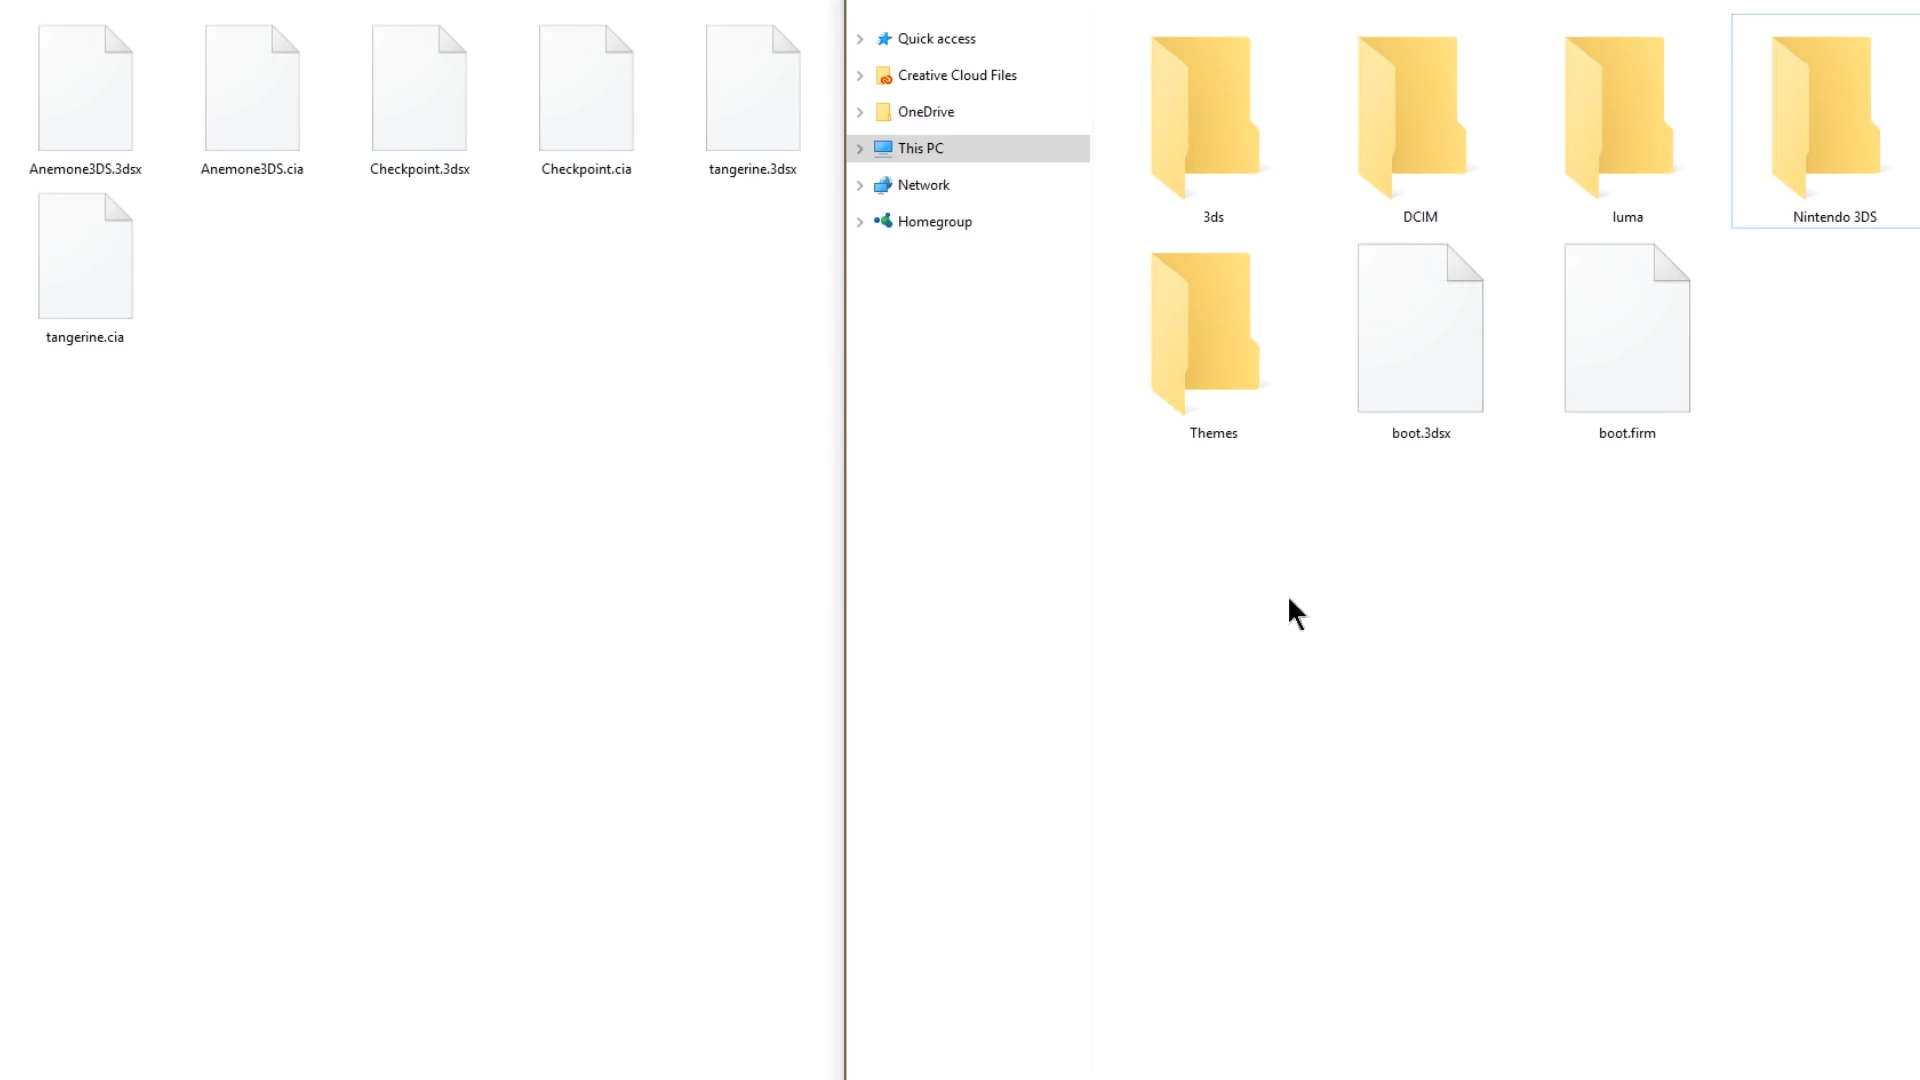 Anemone3DS.3dsx
Anemone3DS.cia
Checkpoint.3dsx
Checkpoint.cia
tangerine.3dsx
tangerine.cia
Quick access
Creative Cloud Files
OneDrive
This PC
Network
Homegroup
3ds
DCIM
luma
Nintendo 3DS
Themes
boot.3dsx
boot.firm